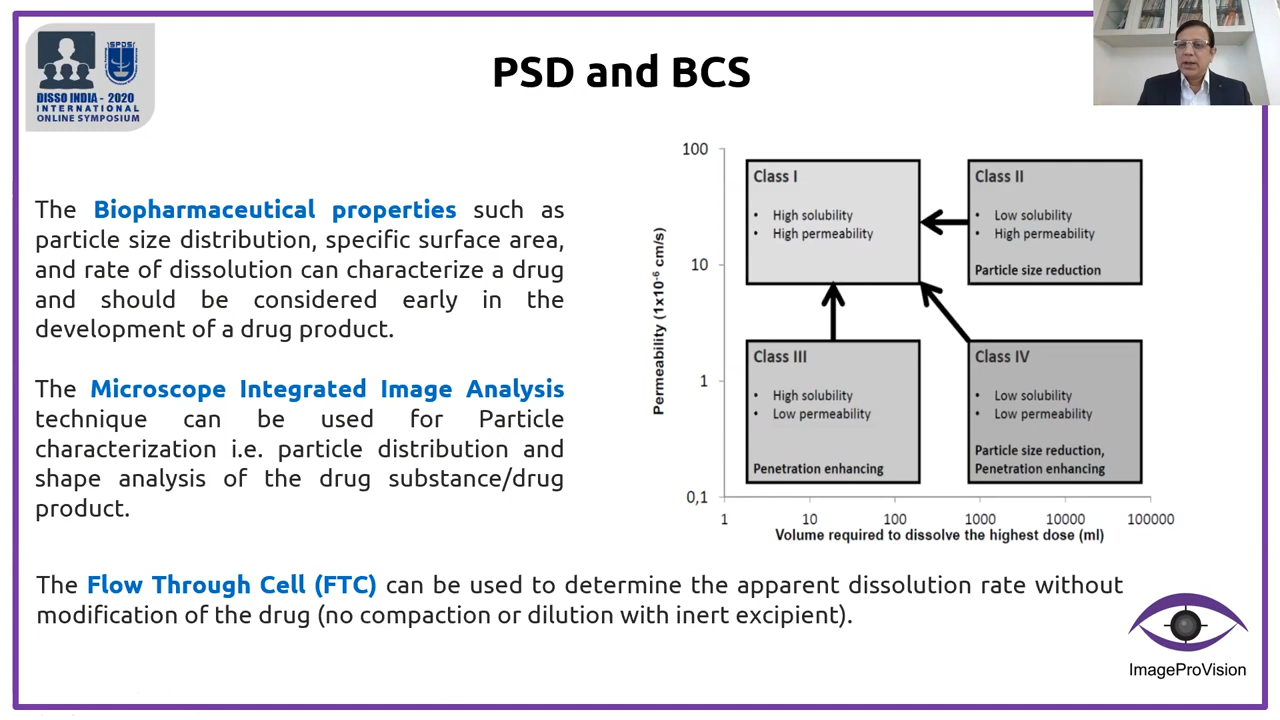 SPDS
DISSO INDIA - 2020
INTERNATIONAL
ONLINE SYMPOSIUM
PSD and BCS
The Biopharmaceutical properties such as
particle size distribution, specific surface area,
and rate of dissolution can characterize a drug
and should be considered early in the
development of a drug product.
The Microscope Integrated Image Analysis
technique can be used for Particle
characterization i.e. particle distribution and
shape analysis of the drug substance/drug
product.
Permeability (1x10⁻⁶ cm/s)
100
10
1
0,1
Class I
• High solubility
• High permeability
Class II
• Low solubility
• High permeability
Particle size reduction
Class III
• High solubility
• Low permeability
Penetration enhancing
Class IV
• Low solubility
• Low permeability
Particle size reduction,
Penetration enhancing
1 10 100 1000 10000 100000
Volume required to dissolve the highest dose (ml)
The Flow Through Cell (FTC) can be used to determine the apparent dissolution rate without
modification of the drug (no compaction or dilution with inert excipient).
ImageProVision